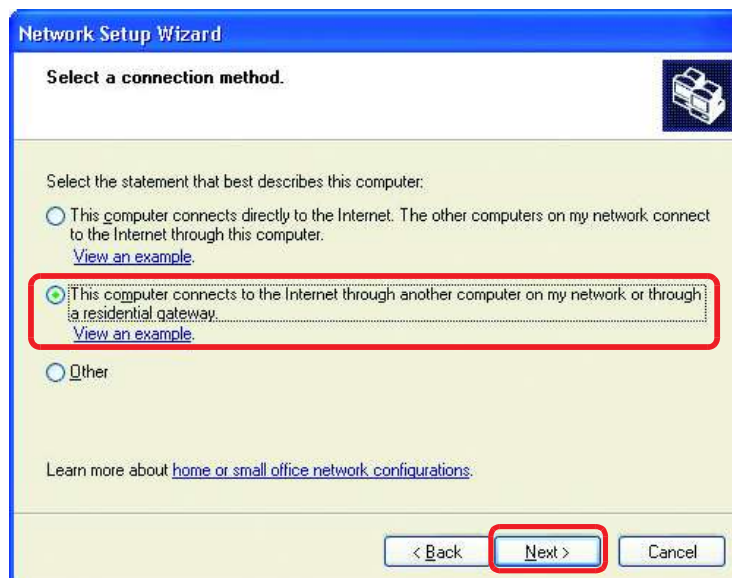 Network Setup Wizard
Select a connection method.
Select the statement that best describes this computer:
This computer connects directly to the Internet. The other computers on my network connect
to the Internet through this computer.
View an example.
This computer connects to the Internet through another computer on my network or through
a residential gateway.
View an example.
Other
Learn more about home or small office network configurations.
< Back
Next >
Cancel